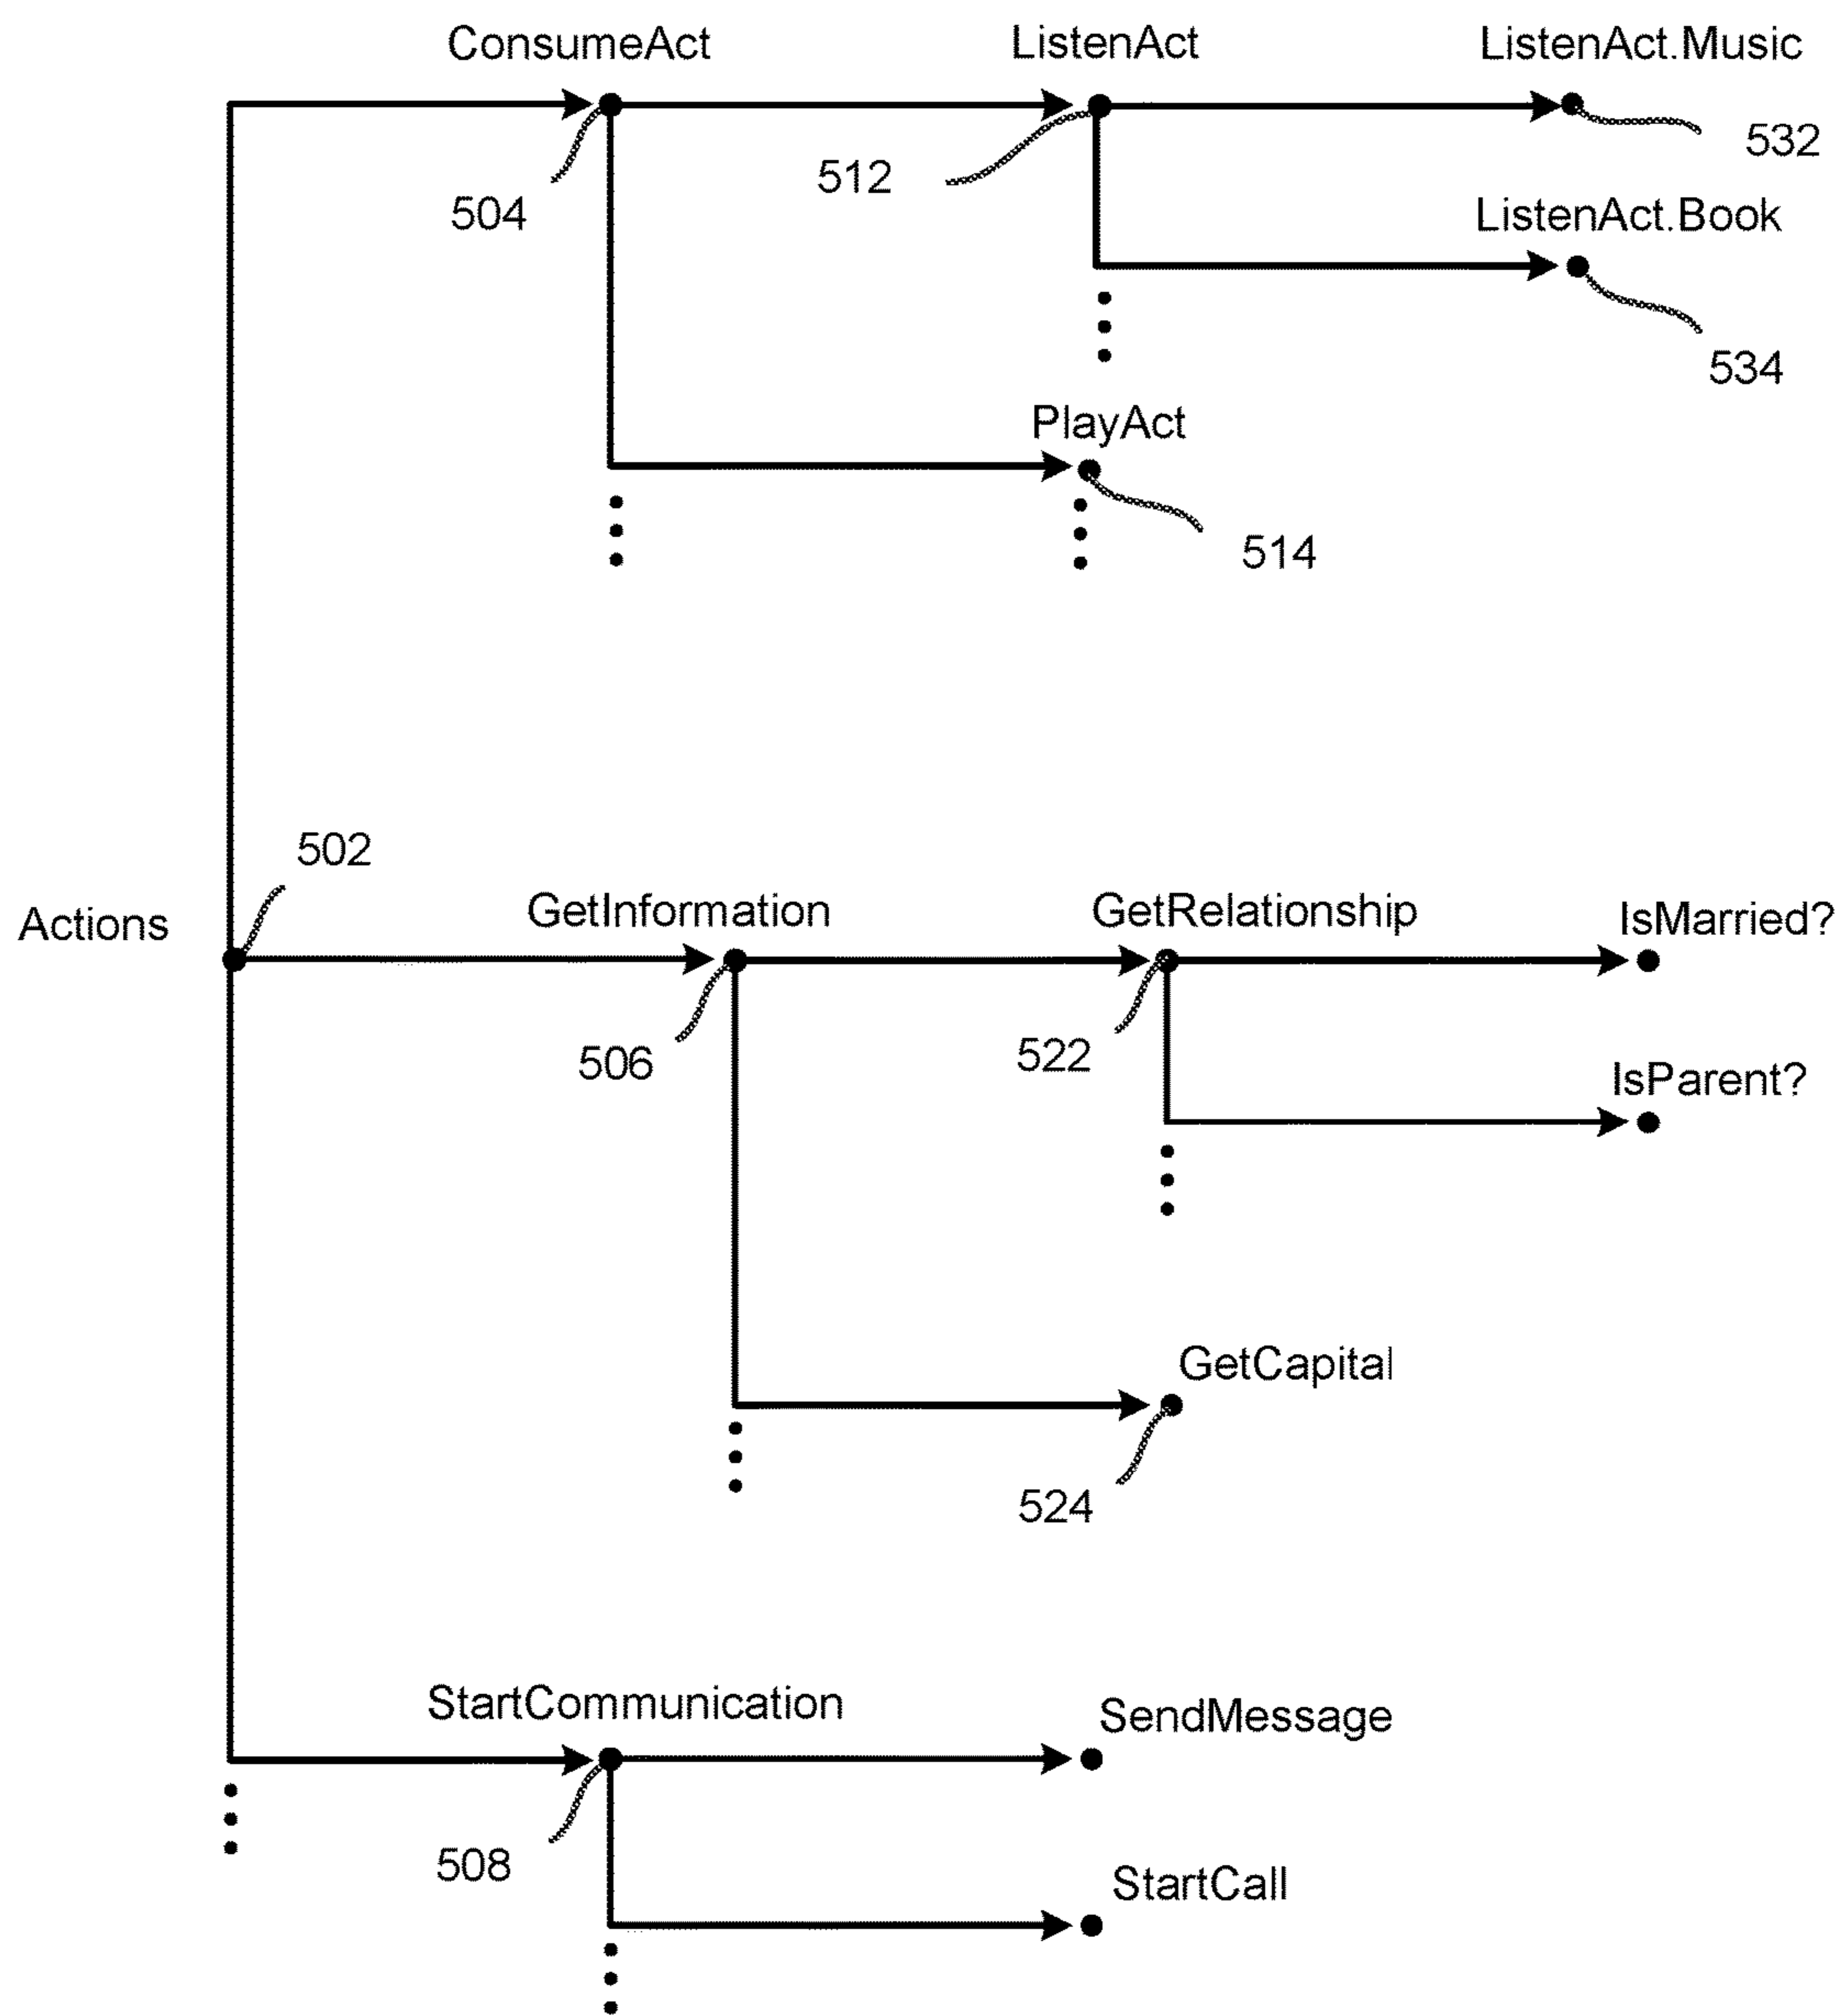 ConsumeAct
ListenAct
ListenAct.Music
532
512
504
ListenAct.Book
534
PlayAct
514
502
Actions
GetInformation
GetRelationship
IsMarried?
506
522
IsParent?
GetCapital
524
StartCommunication
SendMessage
508
StartCall